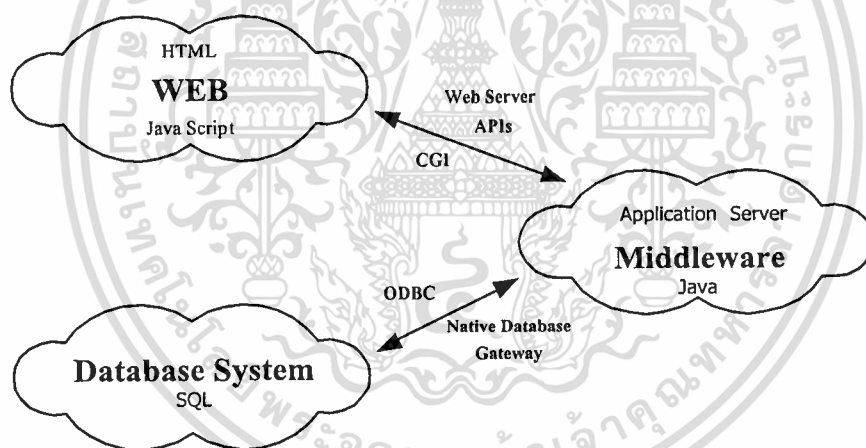 HTML
WEB
Java Script
Web Server
APIs
CGI
Application Server
Middleware
Java
ODBC
Native Database
Gateway
Database System
SQL